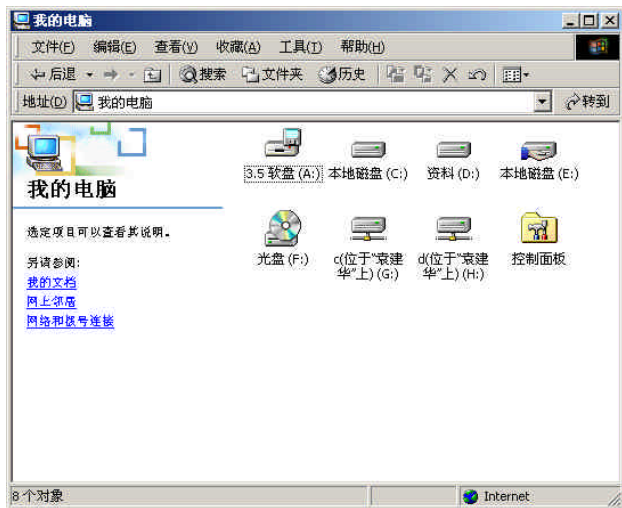 我的电脑
文件(F) 编辑(E) 查看(V) 收藏(A) 工具(T) 帮助(H)
后退 搜索 文件夹 历史
地址(D) 我的电脑 转到
我的电脑
选定项目可以查看其说明。
另请参阅:
我的文档
网上邻居
网络和拨号连接
3.5 软盘 (A:) 本地磁盘 (C:) 资料 (D:) 本地磁盘 (E:)
光盘 (F:) c(位于"袁建 d(位于"袁建 控制面板
华"上) (G:) 华"上) (H:)
8 个对象 Internet